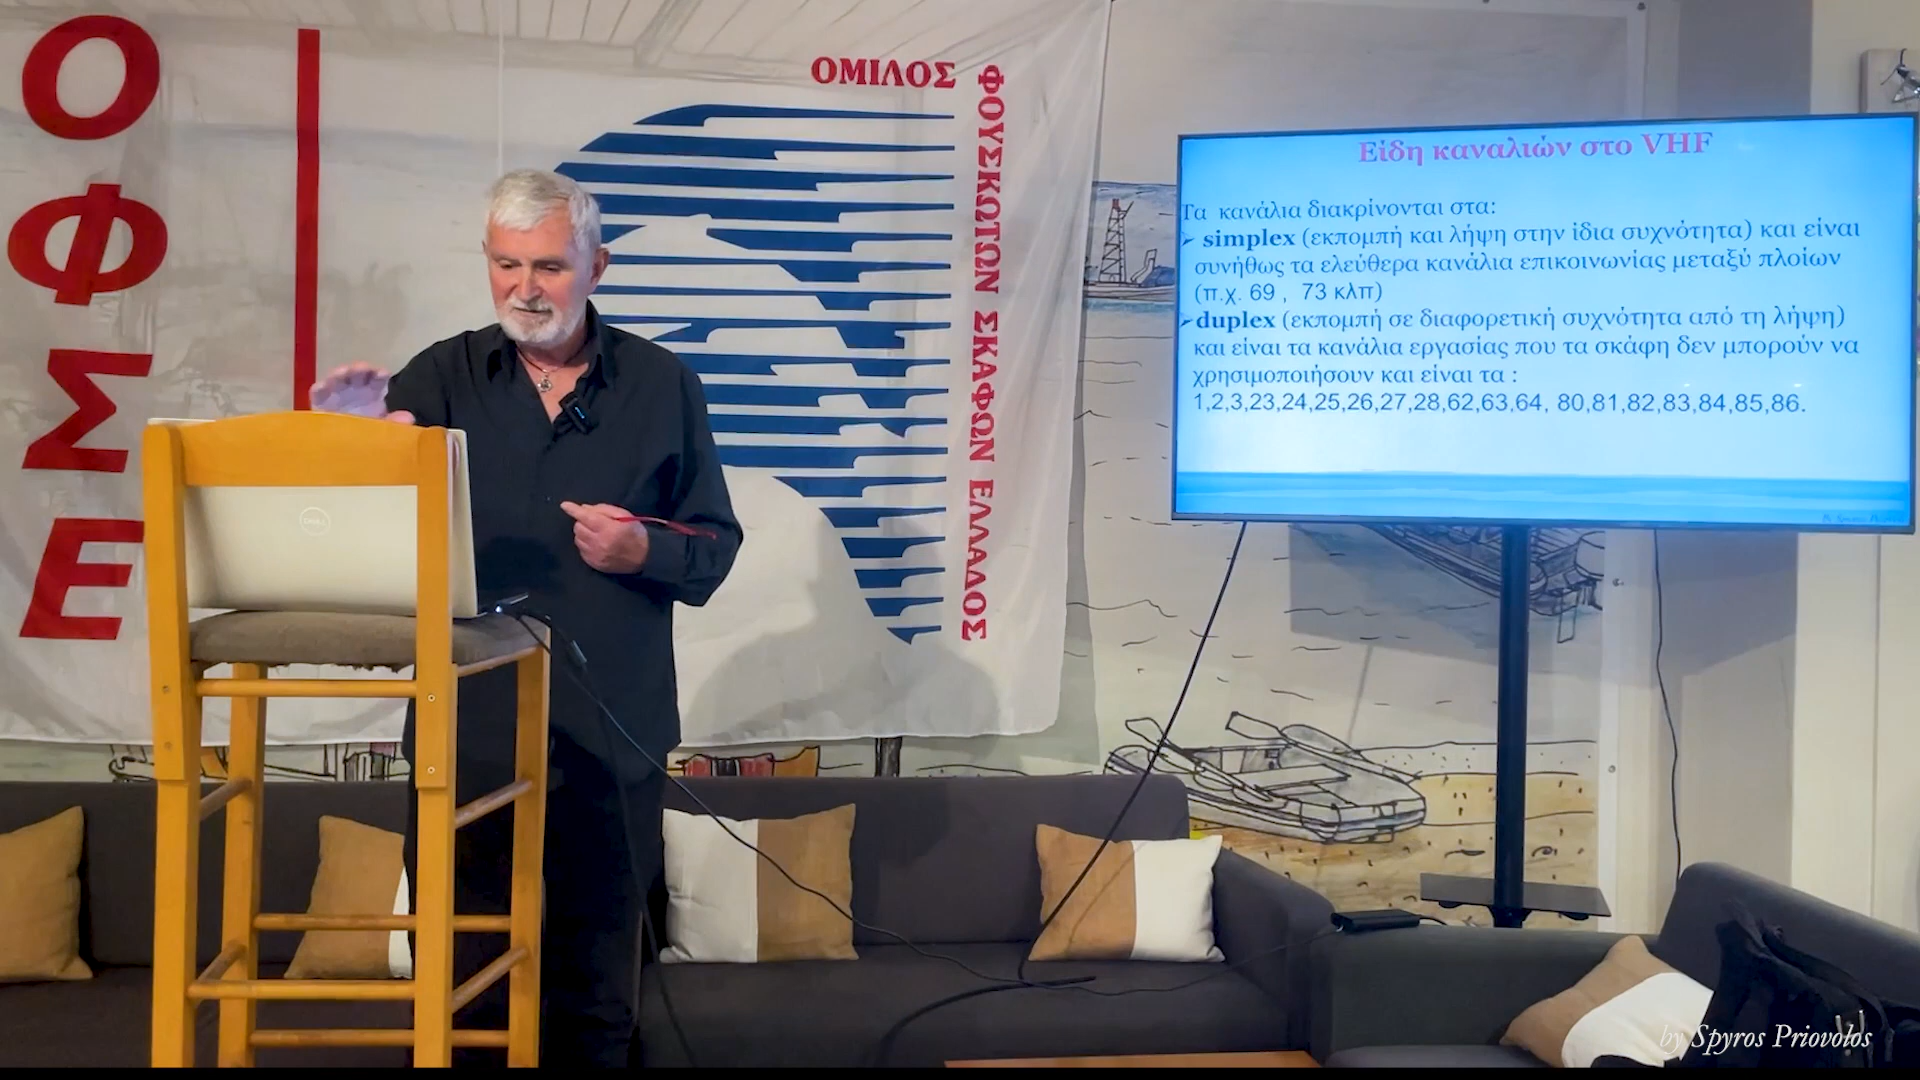 ΟΦΣΕ
ΟΜΙΛΟΣ
ΦΟΥΣΚΩΤΩΝ ΣΚΑΦΩΝ ΕΛΛΑΔΟΣ
Είδη καναλιών στο VHF
Τα κανάλια διακρίνονται στα:
➢ simplex (εκπομπή και λήψη στην ίδια συχνότητα) και είναι
συνήθως τα ελεύθερα κανάλια επικοινωνίας μεταξύ πλοίων
(π.χ. 69 , 73 κλπ)
➢duplex (εκπομπή σε διαφορετική συχνότητα από τη λήψη)
και είναι τα κανάλια εργασίας που τα σκάφη δεν μπορούν να
χρησιμοποιήσουν και είναι τα :
1,2,3,23,24,25,26,27,28,62,63,64, 80,81,82,83,84,85,86.
DELL
by Spyros Priovolos